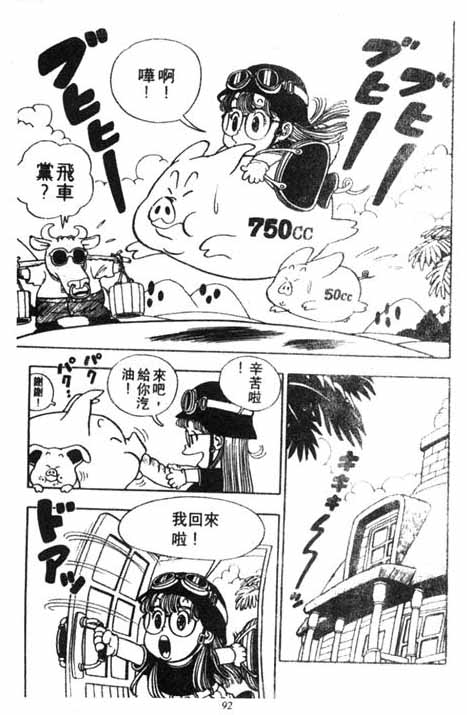 ブヒー
ブヒー
啊！
嘩！
750cc
50cc
ブヒヒー
飛車
黨？
辛苦啦
！
來吧，
給你汽
油！
パク
パク
謝謝！
キキキ
我回來
啦！
ドアッ
92